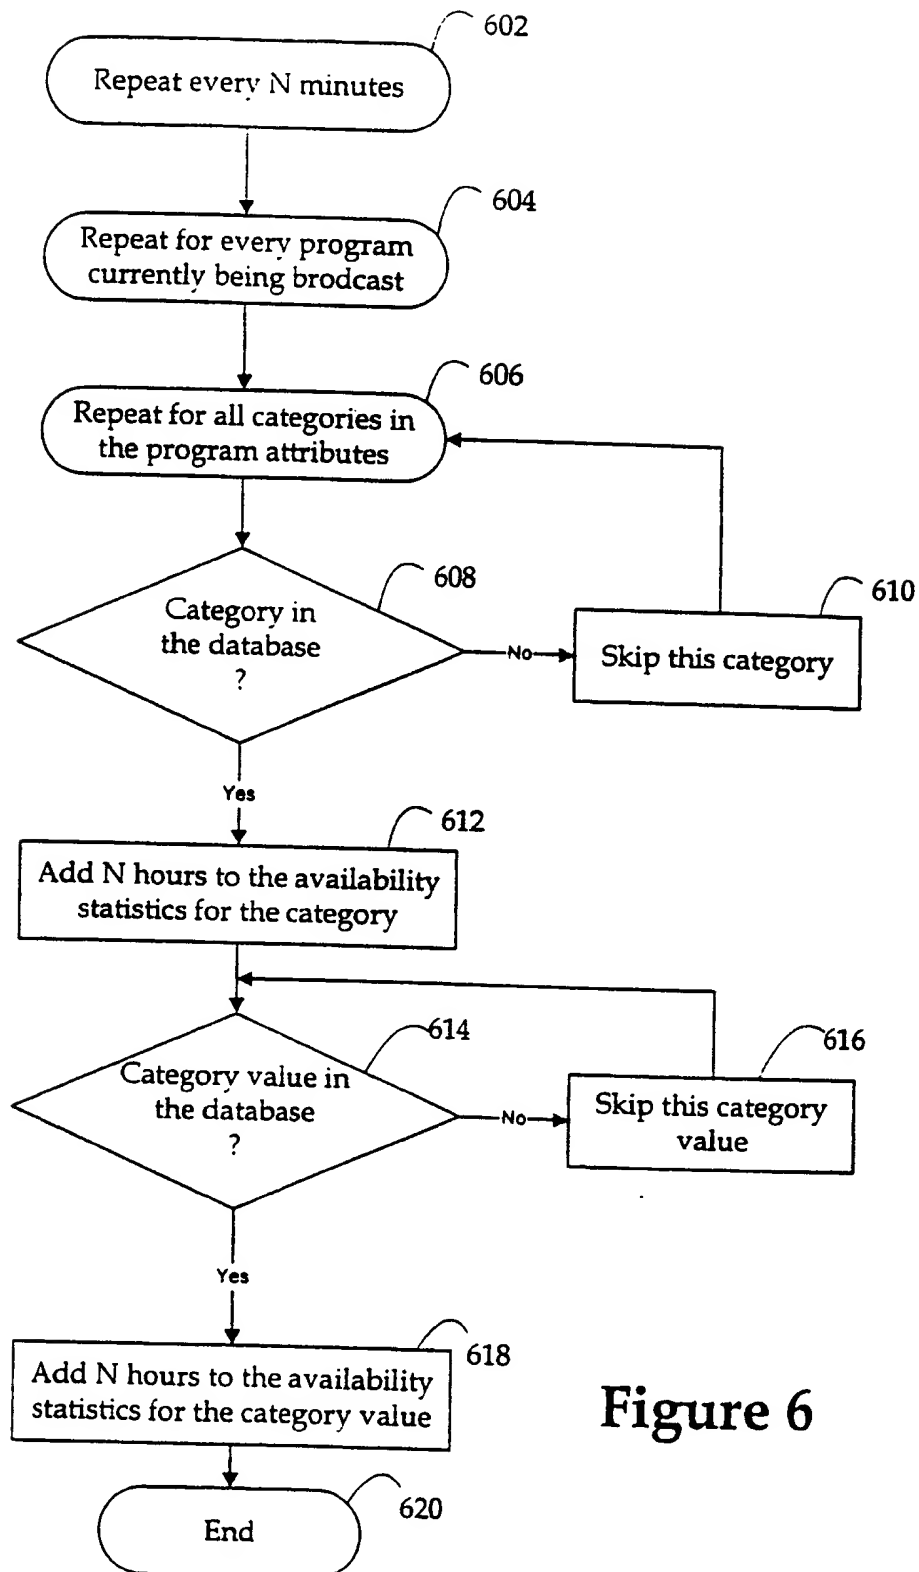 602
Repeat every N minutes
604
Repeat for every program
currently being brodcast
606
Repeat for all categories in
the program attributes
608
Category in
the database
?
No
610
Skip this category
Yes
612
Add N hours to the availability
statistics for the category
614
Category value in
the database
?
No
616
Skip this category
value
Yes
618
Add N hours to the availability
statistics for the category value
Figure 6
620
End